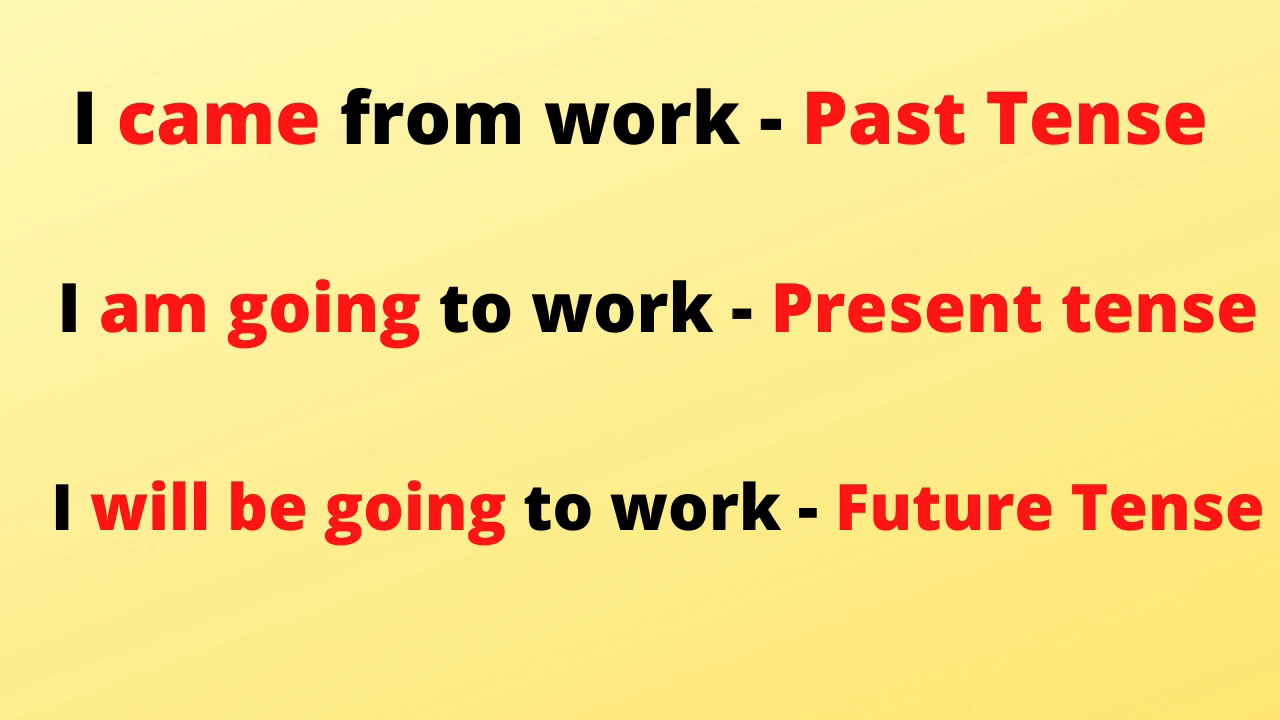 I came from work - Past Tense
I am going to work - Present tense
I will be going to work - Future Tense